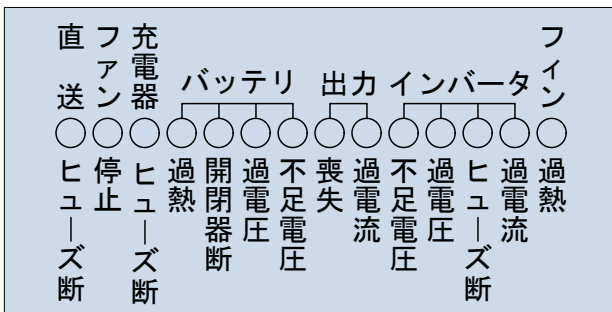 直送
ファン
充電器
バッテリ
出力
インバータ
フィン
ヒューズ断
停止
ヒューズ断
過熱
開閉器断
過電圧
不足電圧
喪失
過電流
不足電圧
過電圧
ヒューズ断
過電流
過熱